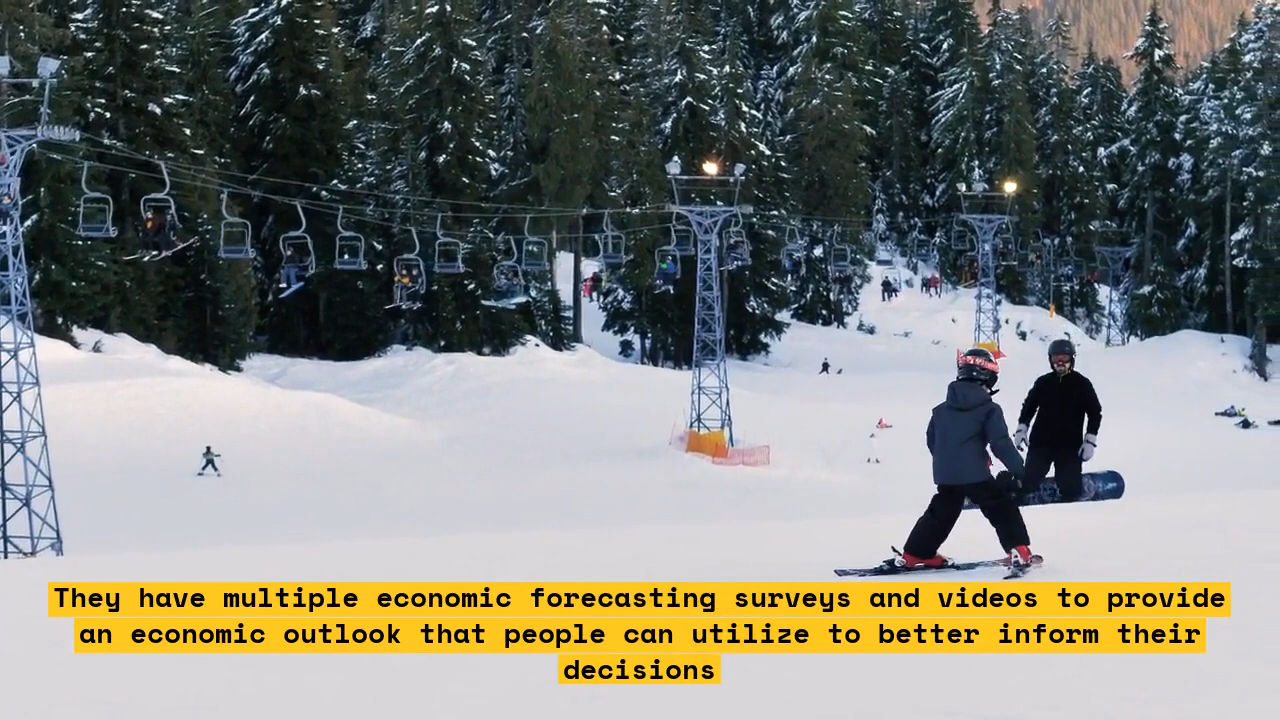 They have multiple economic forecasting surveys and videos to provide
an economic outlook that people can utilize to better inform their
decisions